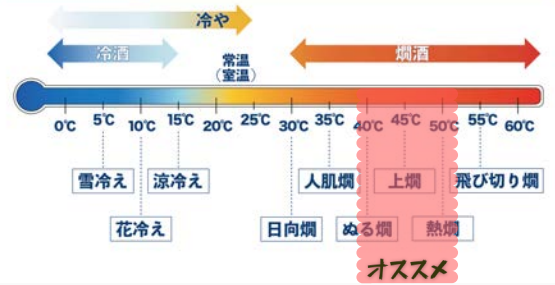 冷や
冷酒
常温
(室温)
燗酒
0℃ 5℃ 10℃ 15℃ 20℃ 25℃ 30℃ 35℃ 40℃ 45℃ 50℃ 55℃ 60℃
雪冷え 涼冷え 人肌燗 上燗 飛び切り燗
花冷え 日向燗 ぬる燗 熱燗
オススメ